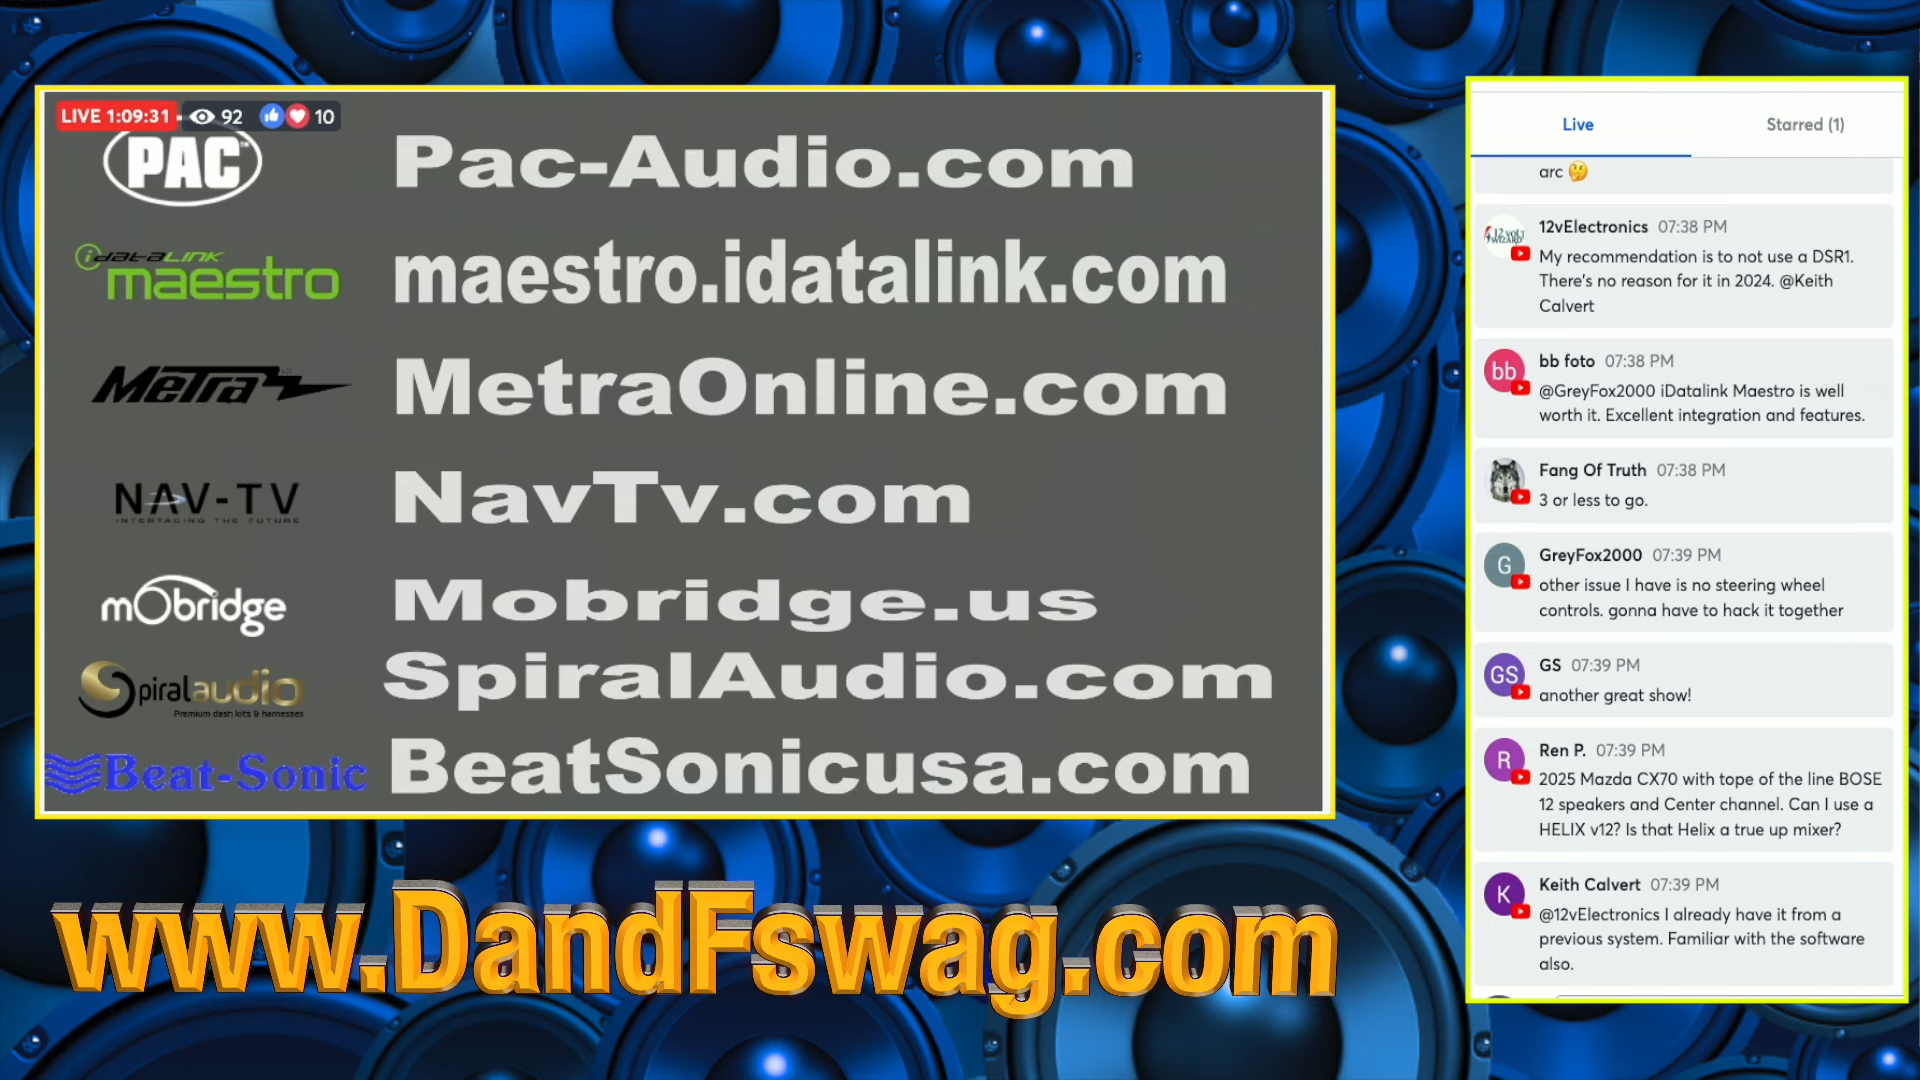 LIVE 1:09:31 92 10
PAC™ Pac-Audio.com
iDataLINK
maestro maestro.idatalink.com
Metra MetraOnline.com
NAV-TV NavTv.com
INTERFACING THE FUTURE
mObridge Mobridge.us
Spiralaudio SpiralAudio.com
Premium dash kits & harnesses
Beat-Sonic BeatSonicusa.com
www.DandFswag.com
Live Starred (1)
arc 🤔
12vElectronics 07:38 PM
My recommendation is to not use a DSR1.
There's no reason for it in 2024. @Keith
Calvert
bb
bb foto 07:38 PM
@GreyFox2000 iDatalink Maestro is well
worth it. Excellent integration and features.
Fang Of Truth 07:38 PM
3 or less to go.
G
GreyFox2000 07:39 PM
other issue I have is no steering wheel
controls. gonna have to hack it together
GS
GS 07:39 PM
another great show!
R
Ren P. 07:39 PM
2025 Mazda CX70 with tope of the line BOSE
12 speakers and Center channel. Can I use a
HELIX v12? Is that Helix a true up mixer?
K
Keith Calvert 07:39 PM
@12vElectronics I already have it from a
previous system. Familiar with the software
also.